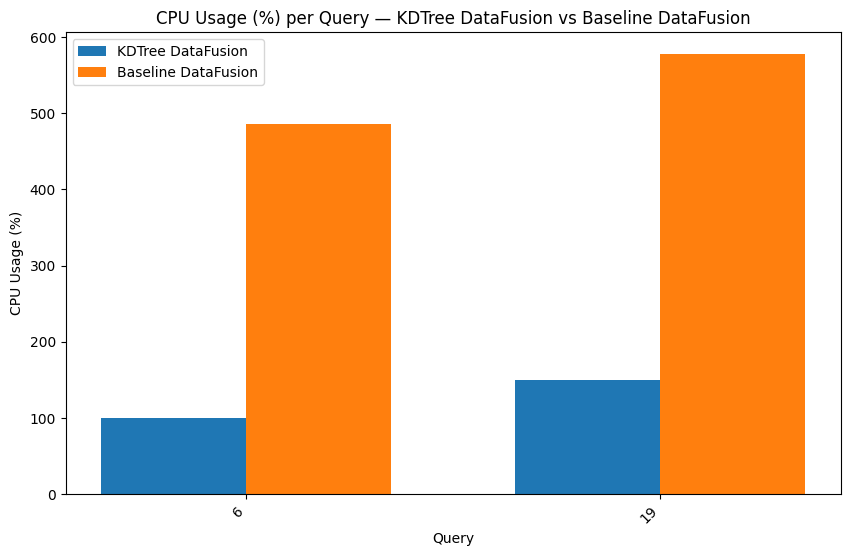 CPU Usage (%) per Query — KDTree DataFusion vs Baseline DataFusion
KDTree DataFusion
Baseline DataFusion
CPU Usage (%)
600
500
400
300
200
100
0
6
19
Query